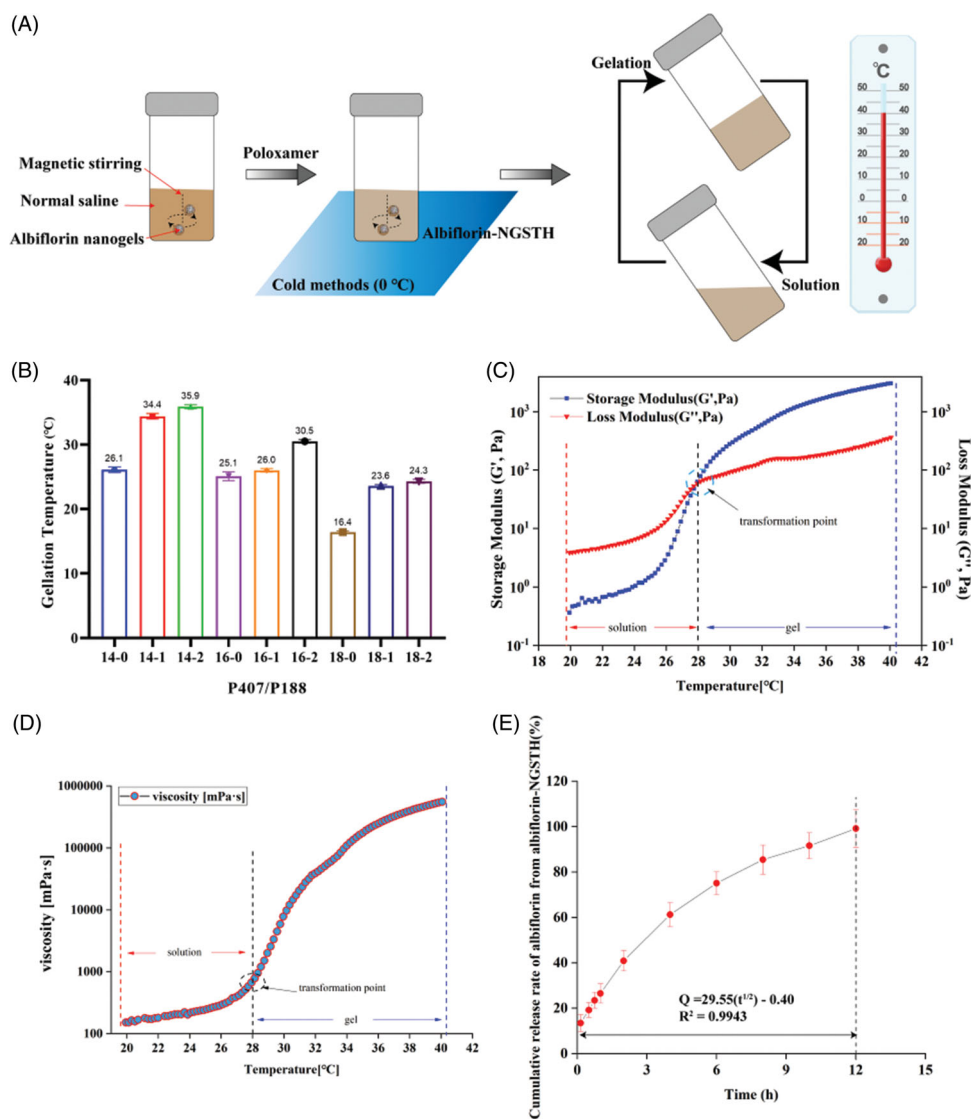 (A)
Magnetic stirring
Normal saline
Albiflorin nanogels
Poloxamer
Albiflorin-NGSTH
Cold methods (0 ℃)
Gelation
Solution
℃
50 50
40 40
30 30
20 20
10 10
0 0
10 10
20 20
(B)
Gellation Temperature (℃)
40
30
20
10
0
26.1
34.4
35.9
25.1
26.0
30.5
16.4
23.6
24.3
14-0 14-1 14-2 16-0 16-1 16-2 18-0 18-1 18-2
P407/P188
(C)
Storage Modulus(G',Pa)
Loss Modulus(G'',Pa)
Storage Modulus (G', Pa)
Loss Modulus (G'', Pa)
10³ 10³
10² 10²
10¹ 10¹
10⁰ 10⁰
10⁻¹ 10⁻¹
transformation point
solution
gel
18 20 22 24 26 28 30 32 34 36 38 40 42
Temperature[℃]
(D)
viscosity [mPa·s]
viscosity [mPa·s]
1000000
100000
10000
1000
100
solution
transformation point
gel
20 22 24 26 28 30 32 34 36 38 40 42
Temperature[℃]
(E)
Cumulative release rate of albiflorin from albiflorin-NGSTH(%)
120
100
80
60
40
20
0
Q =29.55(t^1/2) - 0.40
R² = 0.9943
0 3 6 9 12 15
Time (h)